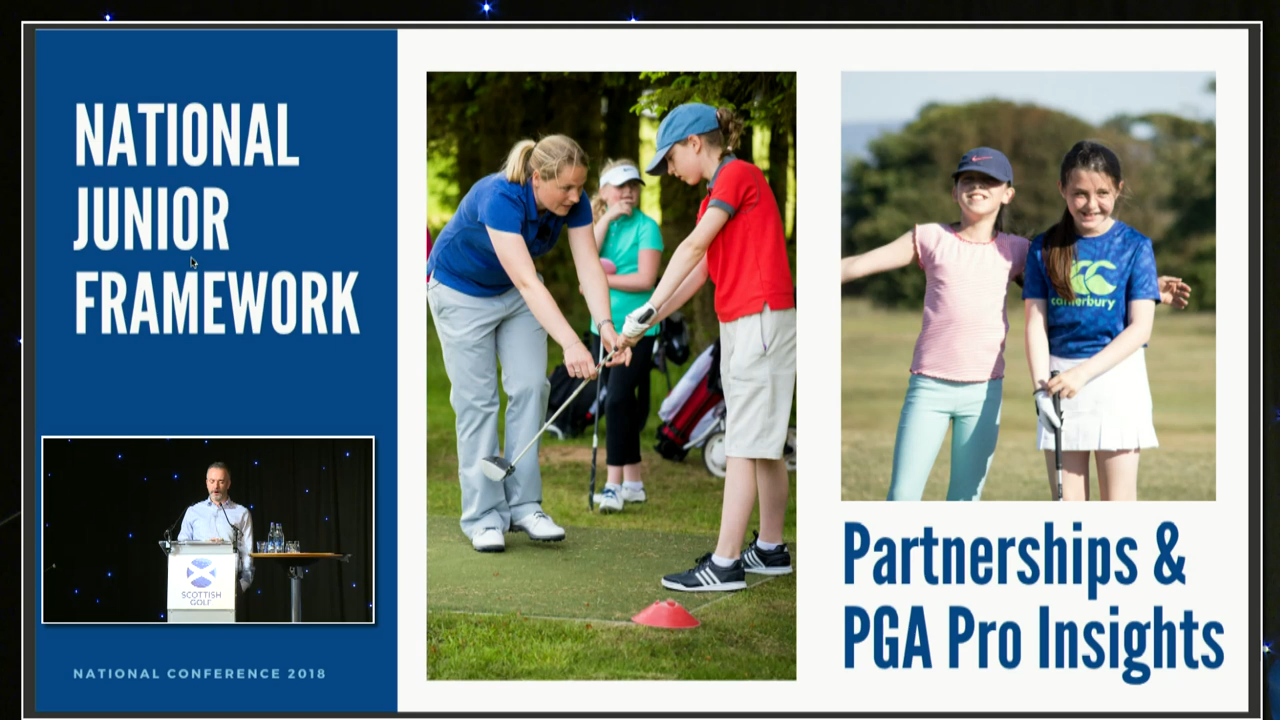 NATIONAL
JUNIOR
FRAMEWORK
SCOTTISH
GOLF
NATIONAL CONFERENCE 2018
canterbury
Partnerships &
PGA Pro Insights